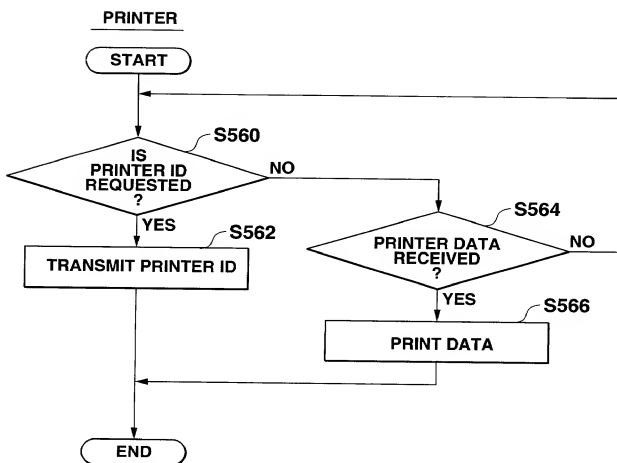 PRINTER
START
S560
IS
PRINTER ID
REQUESTED
?
NO
YES
S562
TRANSMIT PRINTER ID
S564
PRINTER DATA
RECEIVED
?
NO
YES
S566
PRINT DATA
END